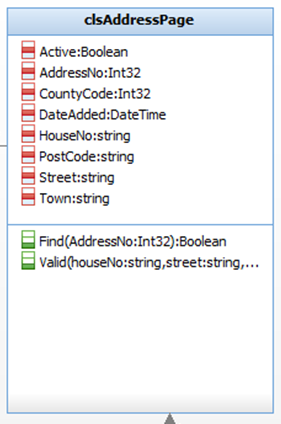 clsAddressPage
Active:Boolean
AddressNo:Int32
CountyCode:Int32
DateAdded:DateTime
HouseNo:string
PostCode:string
Street:string
Town:string
Find(AddressNo:Int32):Boolean
Valid(houseNo:string,street:string,...